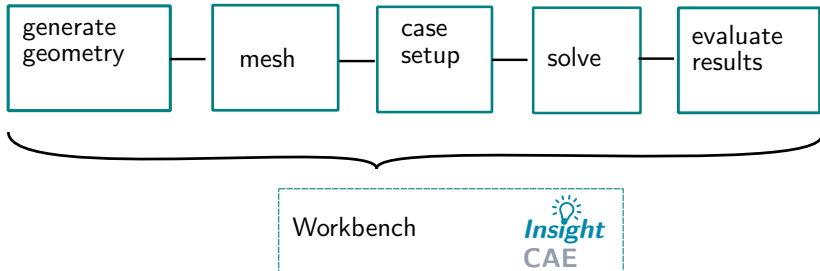 generate
geometry
mesh
case
setup
solve
evaluate
results
Workbench
Insight
CAE